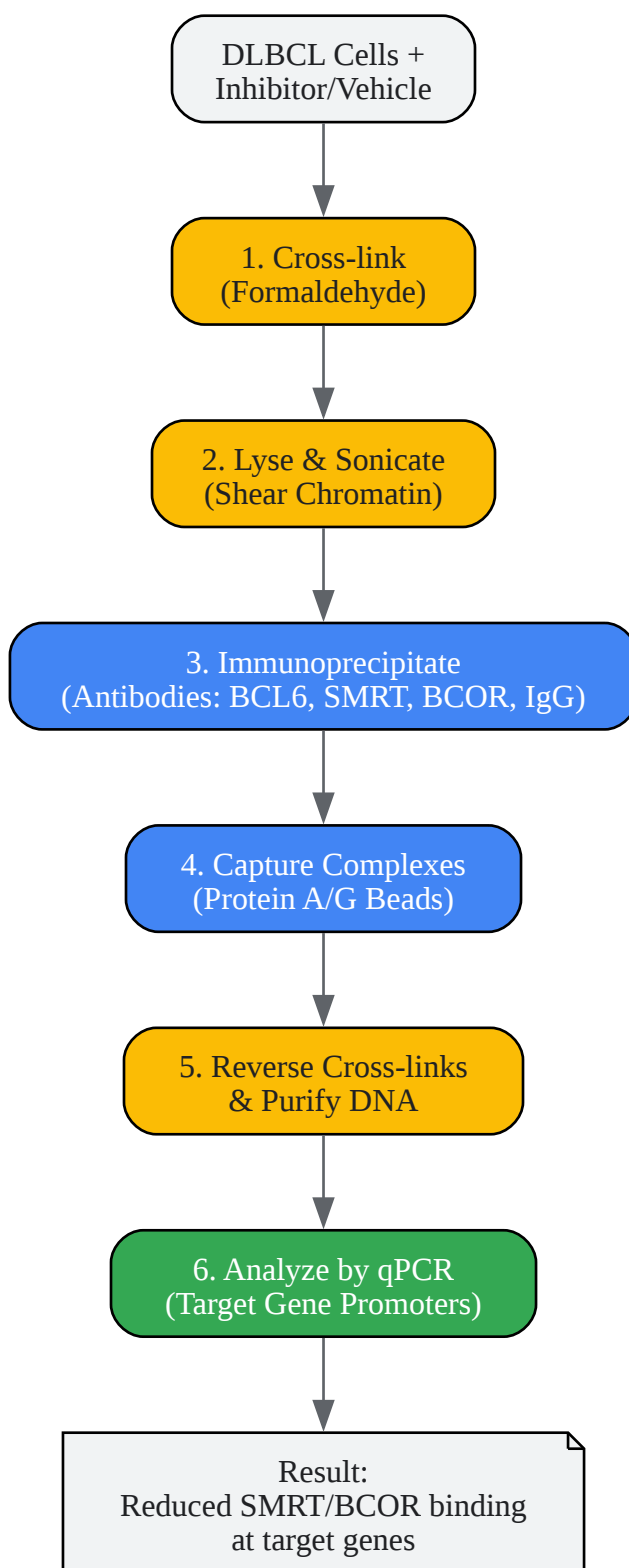 DLBCL Cells +
Inhibitor/Vehicle
1. Cross-link
(Formaldehyde)
2. Lyse & Sonicate
(Shear Chromatin)
3. Immunoprecipitate
(Antibodies: BCL6, SMRT, BCOR, IgG)
4. Capture Complexes
(Protein A/G Beads)
5. Reverse Cross-links
& Purify DNA
6. Analyze by qPCR
(Target Gene Promoters)
Result:
Reduced SMRT/BCOR binding
at target genes